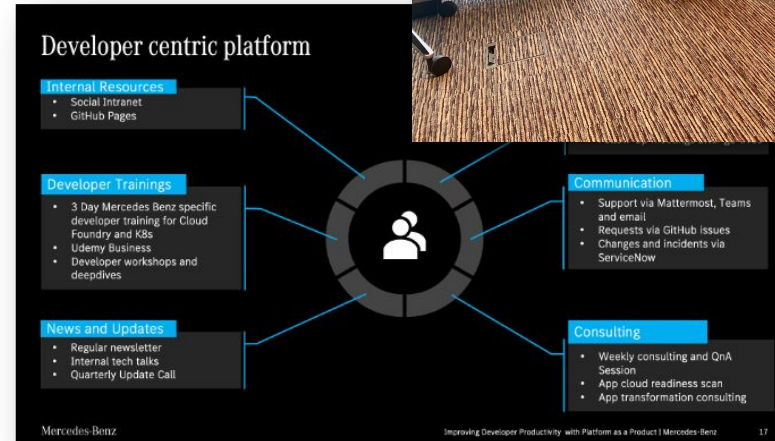 Developer centric platform
Internal Resources
• Social Intranet
• GitHub Pages
Developer Trainings
• 3 Day Mercedes Benz specific
developer training for Cloud
Foundry and K8s
• Udemy Business
• Developer workshops and
deepdives
News and Updates
• Regular newsletter
• Internal tech talks
• Quarterly Update Call
Communication
• Support via Mattermost, Teams
and email
• Requests via GitHub issues
• Changes and incidents via
ServiceNow
Consulting
• Weekly consulting and QnA
Session
• App cloud readiness scan
• App transformation consulting
Mercedes-Benz
Improving Developer Productivity with Platform as a Product | Mercedes-Benz
17